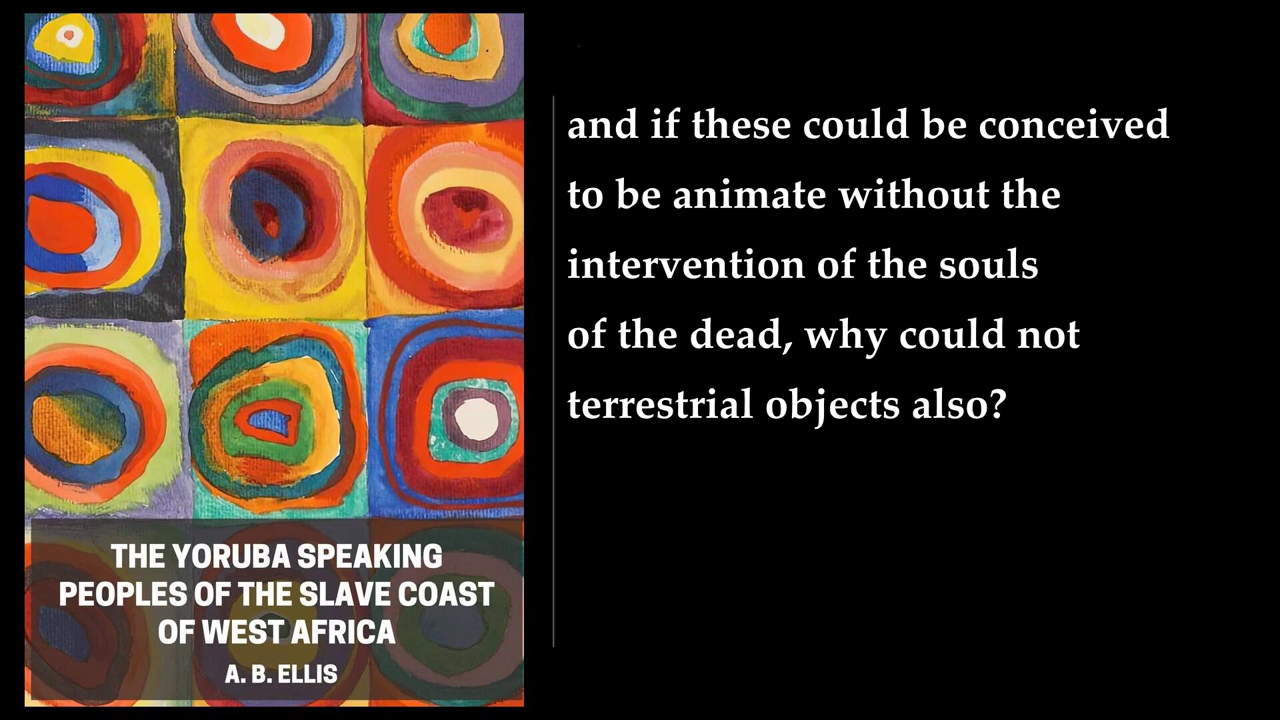 THE YORUBA SPEAKING
PEOPLES OF THE SLAVE COAST
OF WEST AFRICA
A. B. ELLIS
and if these could be conceived
to be animate without the
intervention of the souls
of the dead, why could not
terrestrial objects also?